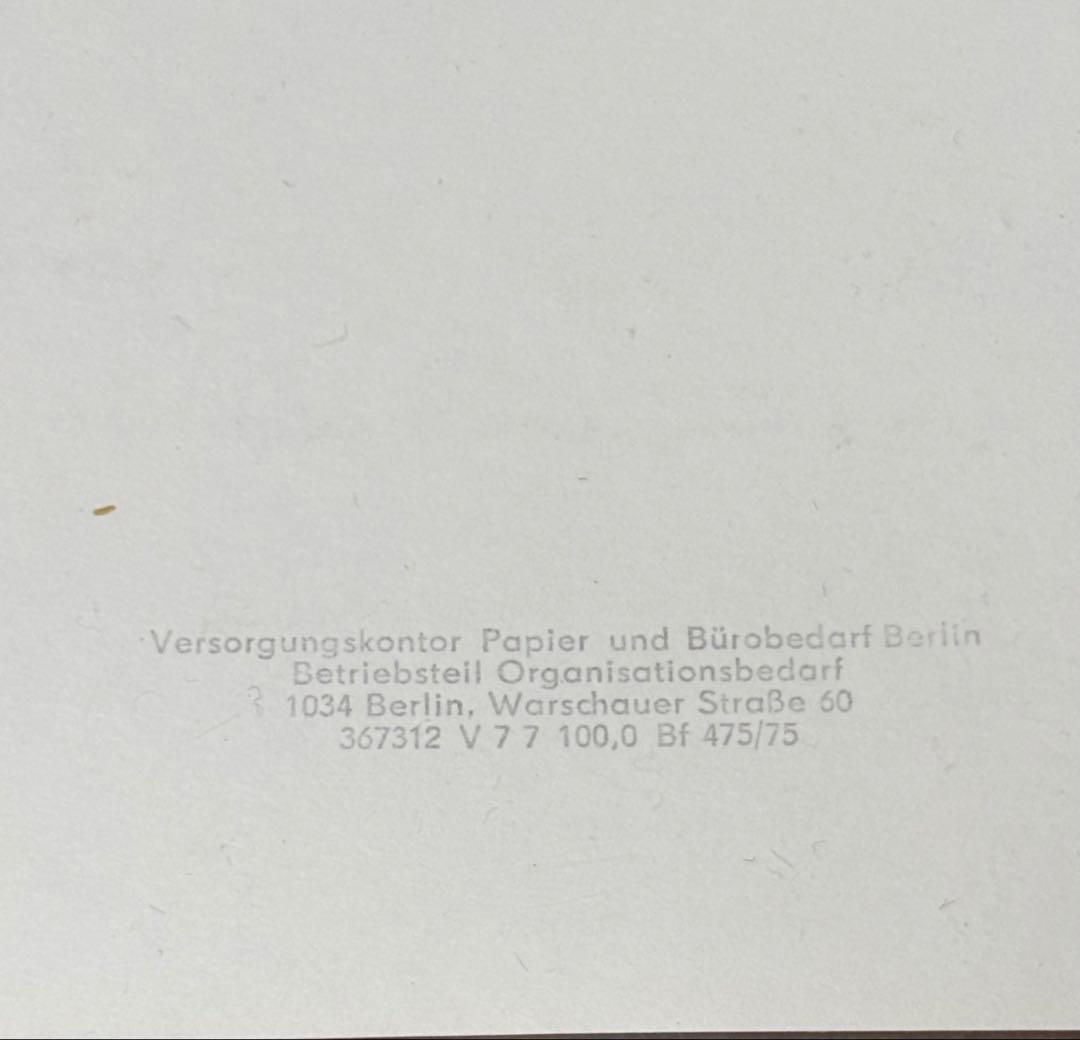 Versorgungskontor Papier und Bürobedarf Berlin
Betriebsteil Organisationsbedarf
1034 Berlin, Warschauer Straße 60
367312 V 7 7 100,0 Bf 475/75